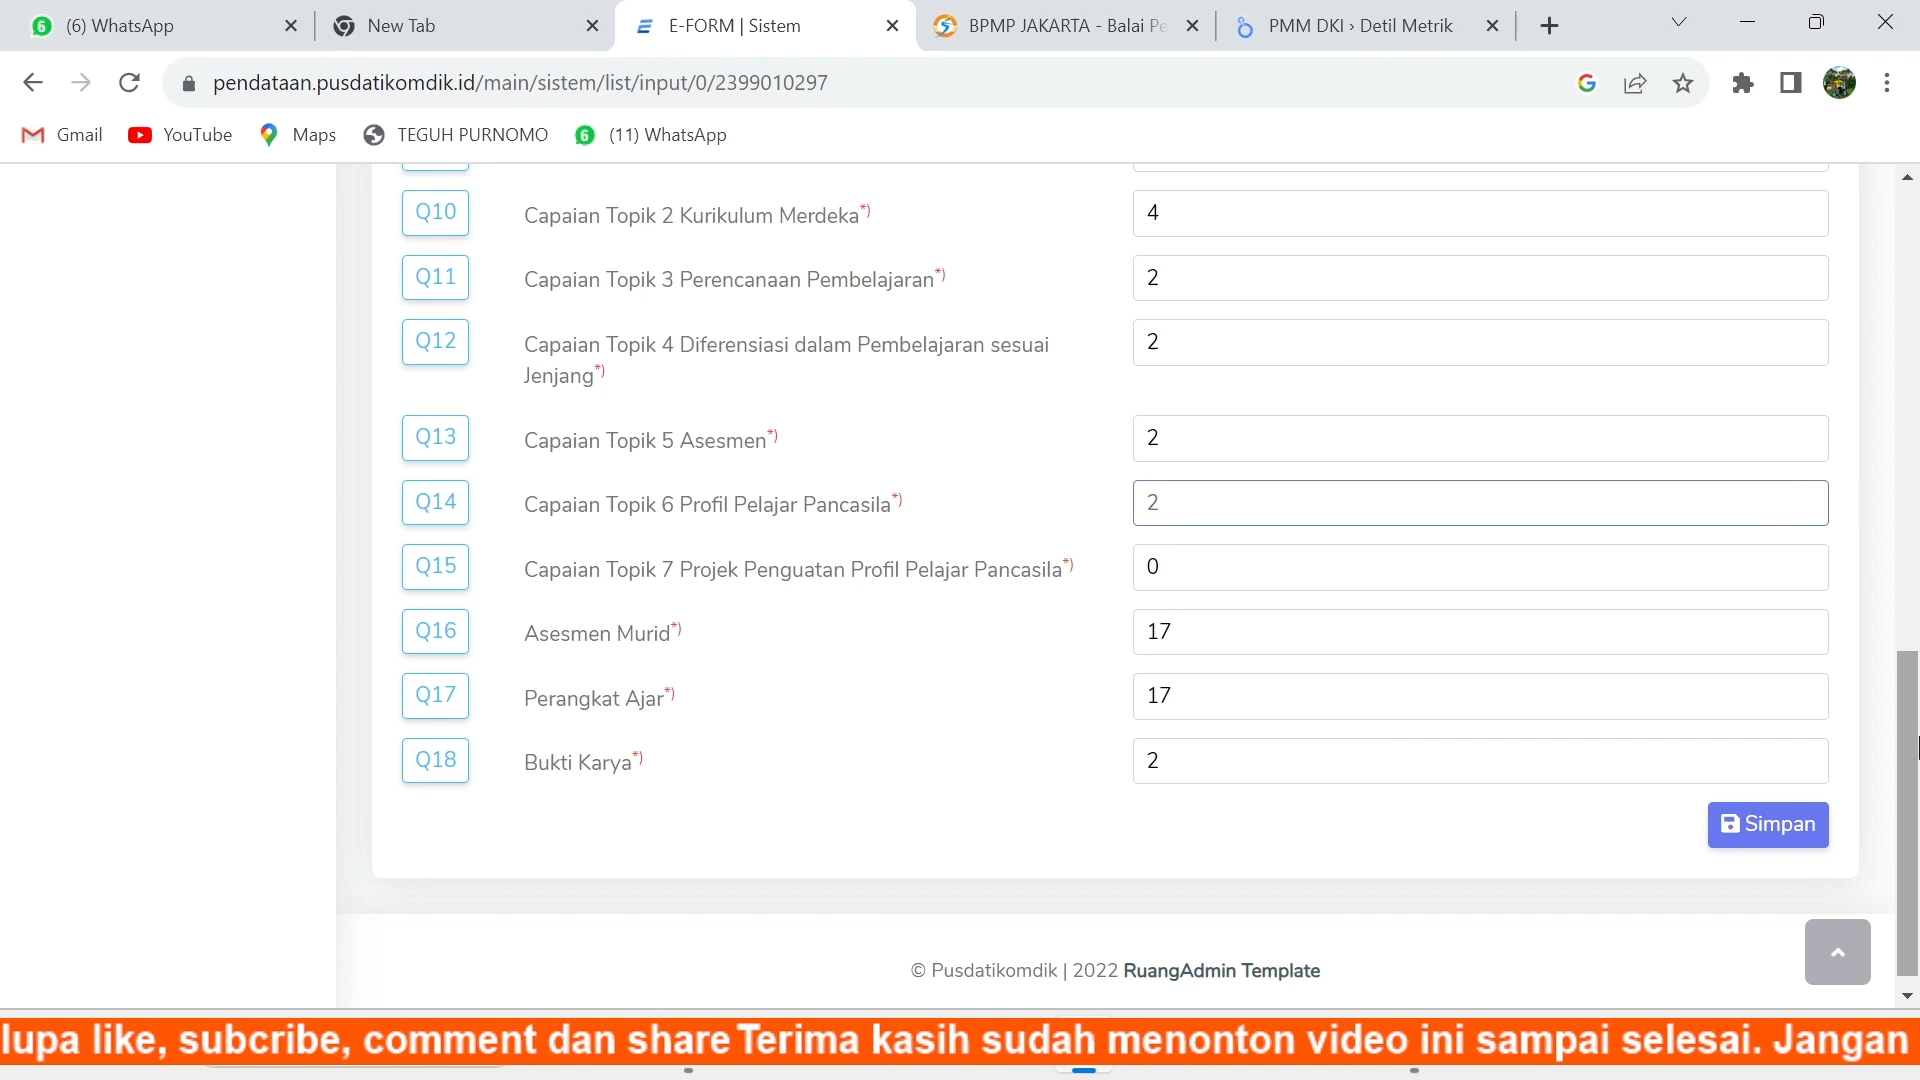 (6) WhatsApp
New Tab
E-FORM | Sistem
BPMP JAKARTA - Balai Pe
PMM DKI › Detil Metrik
pendataan.pusdatikomdik.id/main/sistem/list/input/0/2399010297
Gmail
YouTube
Maps
TEGUH PURNOMO
(11) WhatsApp
Q10 Capaian Topik 2 Kurikulum Merdeka*) 4
Q11 Capaian Topik 3 Perencanaan Pembelajaran*) 2
Q12 Capaian Topik 4 Diferensiasi dalam Pembelajaran sesuai 2
Jenjang*)
Q13 Capaian Topik 5 Asesmen*) 2
Q14 Capaian Topik 6 Profil Pelajar Pancasila*) 2
Q15 Capaian Topik 7 Projek Penguatan Profil Pelajar Pancasila*) 0
Q16 Asesmen Murid*) 17
Q17 Perangkat Ajar*) 17
Q18 Bukti Karya*) 2
Simpan
© Pusdatikomdik | 2022 RuangAdmin Template
lupa like, subcribe, comment dan share Terima kasih sudah menonton video ini sampai selesai. Jangan